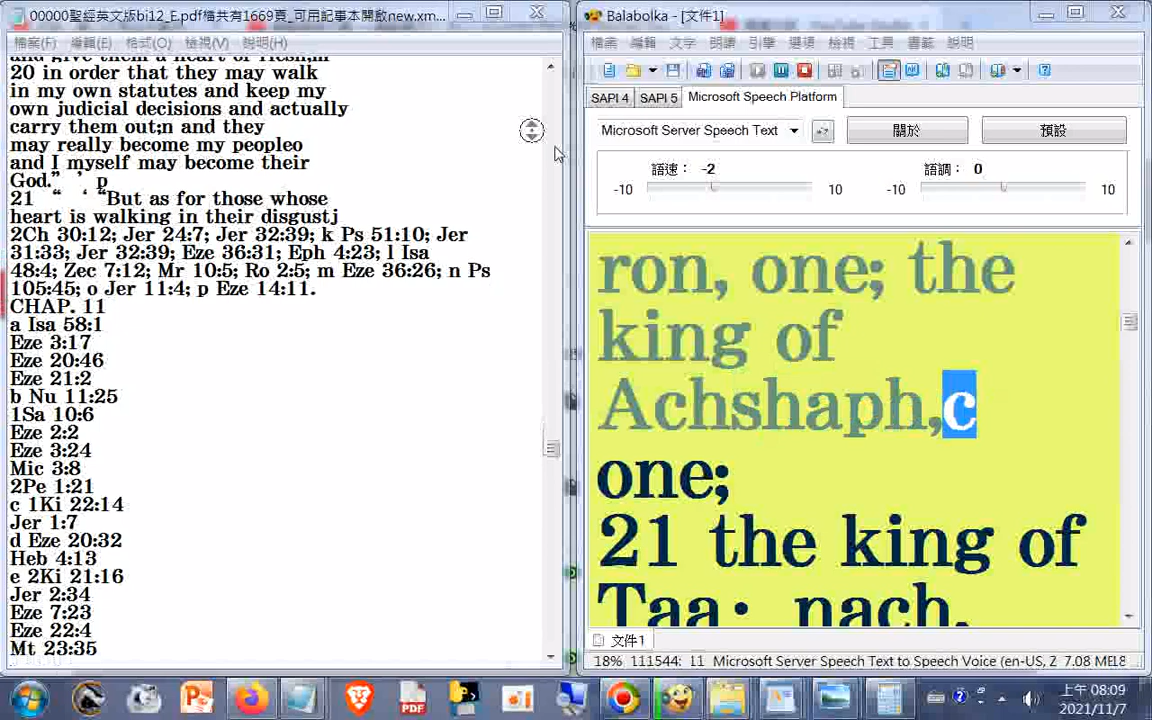 00000聖經英文版bi12_E.pdf檔共有1669頁_可用記事本開啟new.xm...
檔案(F) 編輯(E) 格式(O) 檢視(V) 說明(H)
and give them a heart of flesh,m
20 in order that they may walk
in my own statutes and keep my
own judicial decisions and actually
carry them out;n and they
may really become my peopleo
and I myself may become their
God.” ’ p
21 “ ‘ “But as for those whose
heart is walking in their disgustj
2Ch 30:12; Jer 24:7; Jer 32:39; k Ps 51:10; Jer
31:33; Jer 32:39; Eze 36:31; Eph 4:23; l Isa
48:4; Zec 7:12; Mr 10:5; Ro 2:5; m Eze 36:26; n Ps
105:45; o Jer 11:4; p Eze 14:11.
CHAP. 11
a Isa 58:1
Eze 3:17
Eze 20:46
Eze 21:2
b Nu 11:25
1Sa 10:6
Eze 2:2
Eze 3:24
Mic 3:8
2Pe 1:21
c 1Ki 22:14
Jer 1:7
d Eze 20:32
Heb 4:13
e 2Ki 21:16
Jer 2:34
Eze 7:23
Eze 22:4
Mt 23:35
Balabolka - [文件1]
檔案 編輯 文字 朗讀 引擎 選項 檢視 工具 書籤 說明
SAPI 4 SAPI 5 Microsoft Speech Platform
Microsoft Server Speech Text 關於 預設
語速： -2 語調： 0
-10 10 -10 10
ron, one; the
king of
Achshaph,c
one;
21 the king of
Taa· nach,
文件1
18% 111544: 11 Microsoft Server Speech Text to Speech Voice (en-US, 2 7.08 MEL8
上午 08:09
2021/11/7